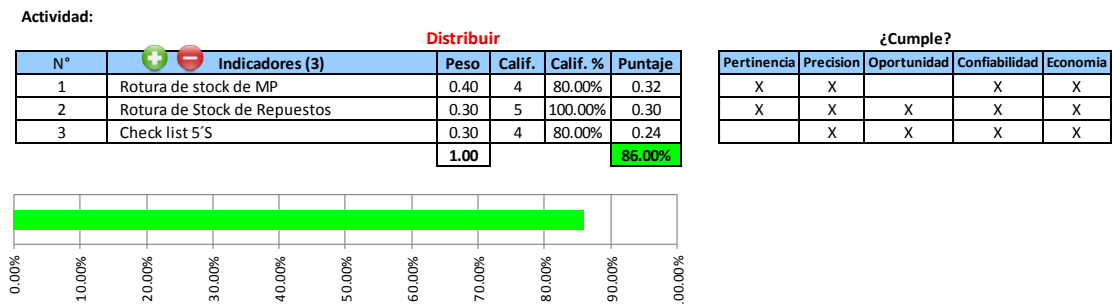 Actividad:
Distribuir
¿Cumple?
N° Indicadores (3) Peso Calif. Calif. % Puntaje
Pertinencia Precision Oportunidad Confiabilidad Economia
1 Rotura de stock de MP 0.40 4 80.00% 0.32
X X X X
2 Rotura de Stock de Repuestos 0.30 5 100.00% 0.30
X X X X X
3 Check list 5´S 0.30 4 80.00% 0.24
X X X X
1.00 86.00%
0.00% 10.00% 20.00% 30.00% 40.00% 50.00% 60.00% 70.00% 80.00% 90.00% 00.00%